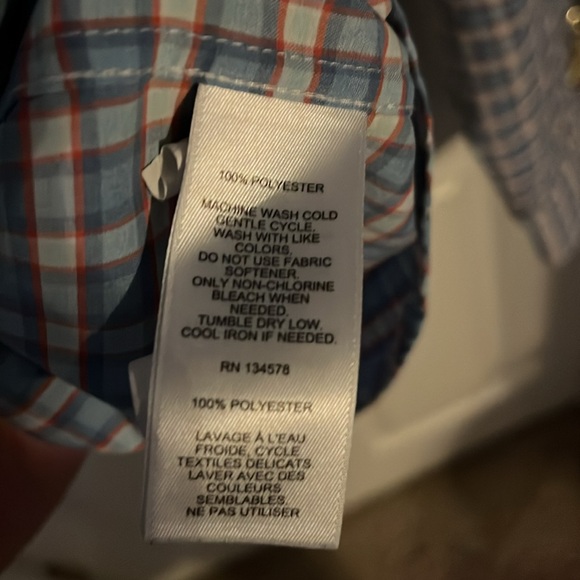 100% POLYESTER
MACHINE WASH COLD
GENTLE CYCLE.
WASH WITH LIKE
COLORS.
DO NOT USE FABRIC
SOFTENER.
ONLY NON-CHLORINE
BLEACH WHEN
NEEDED.
TUMBLE DRY LOW.
COOL IRON IF NEEDED.
RN 134578
100% POLYESTER
LAVAGE À L'EAU
FROIDE, CYCLE
TEXTILES DELICATS
LAVER AVEC DES
COULEURS
SEMBLABLES.
NE PAS UTILISER